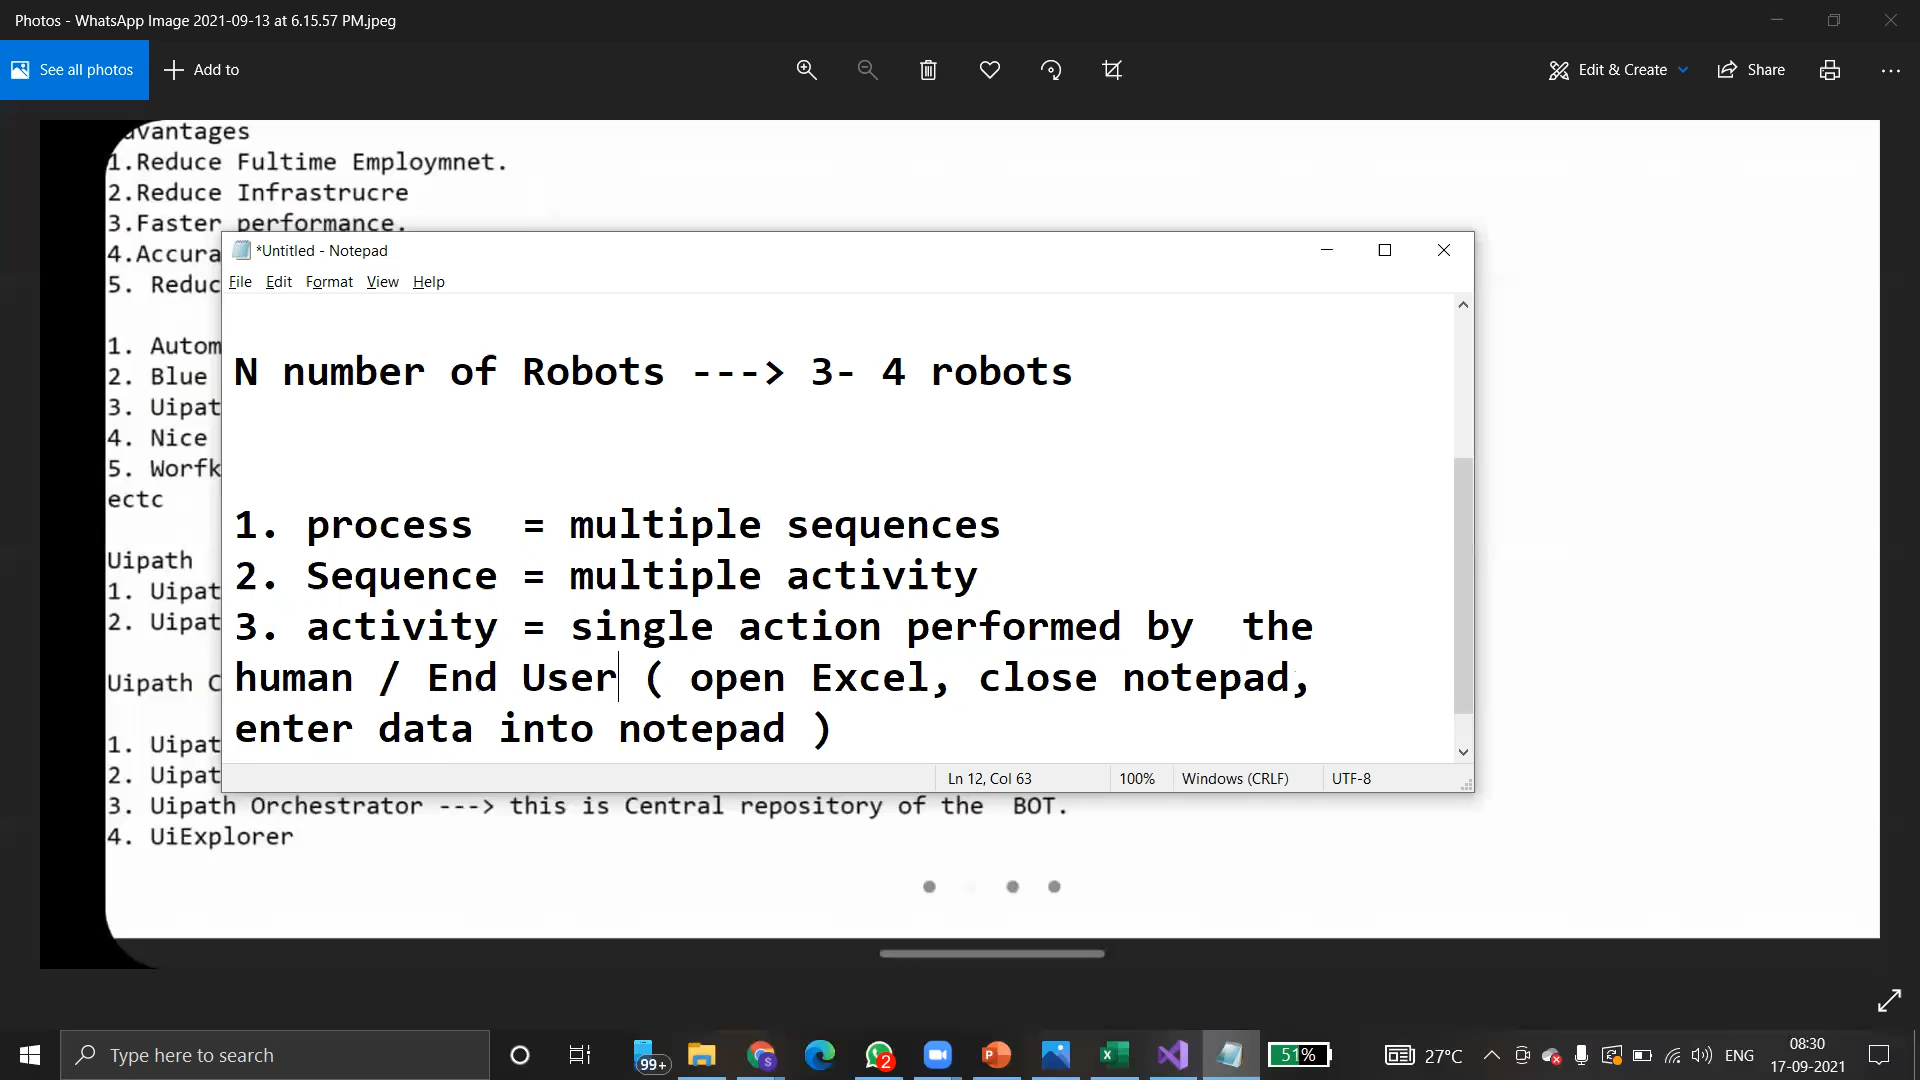 Photos - WhatsApp Image 2021-09-13 at 6.15.57 PM.jpeg
See all photos
Add to
Edit & Create
Share
dvantages
1.Reduce Fultime Employmnet.
2.Reduce Infrastrucre
3.Faster performance.
4.Accura
5. Reduc
1. Autom
2. Blue
3. Uipat
4. Nice
5. Worfk
ectc
Uipath
1. Uipat
2. Uipat
Uipath C
1. Uipat
2. Uipat
3. Uipath Orchestrator ---> this is Central repository of the BOT.
4. UiExplorer
*Untitled - Notepad
File Edit Format View Help
N number of Robots ---> 3- 4 robots
1. process = multiple sequences
2. Sequence = multiple activity
3. activity = single action performed by the
human / End User ( open Excel, close notepad,
enter data into notepad )
Ln 12, Col 63 100% Windows (CRLF) UTF-8
Type here to search
99+
2
51%
27°C
ENG
08:30
17-09-2021